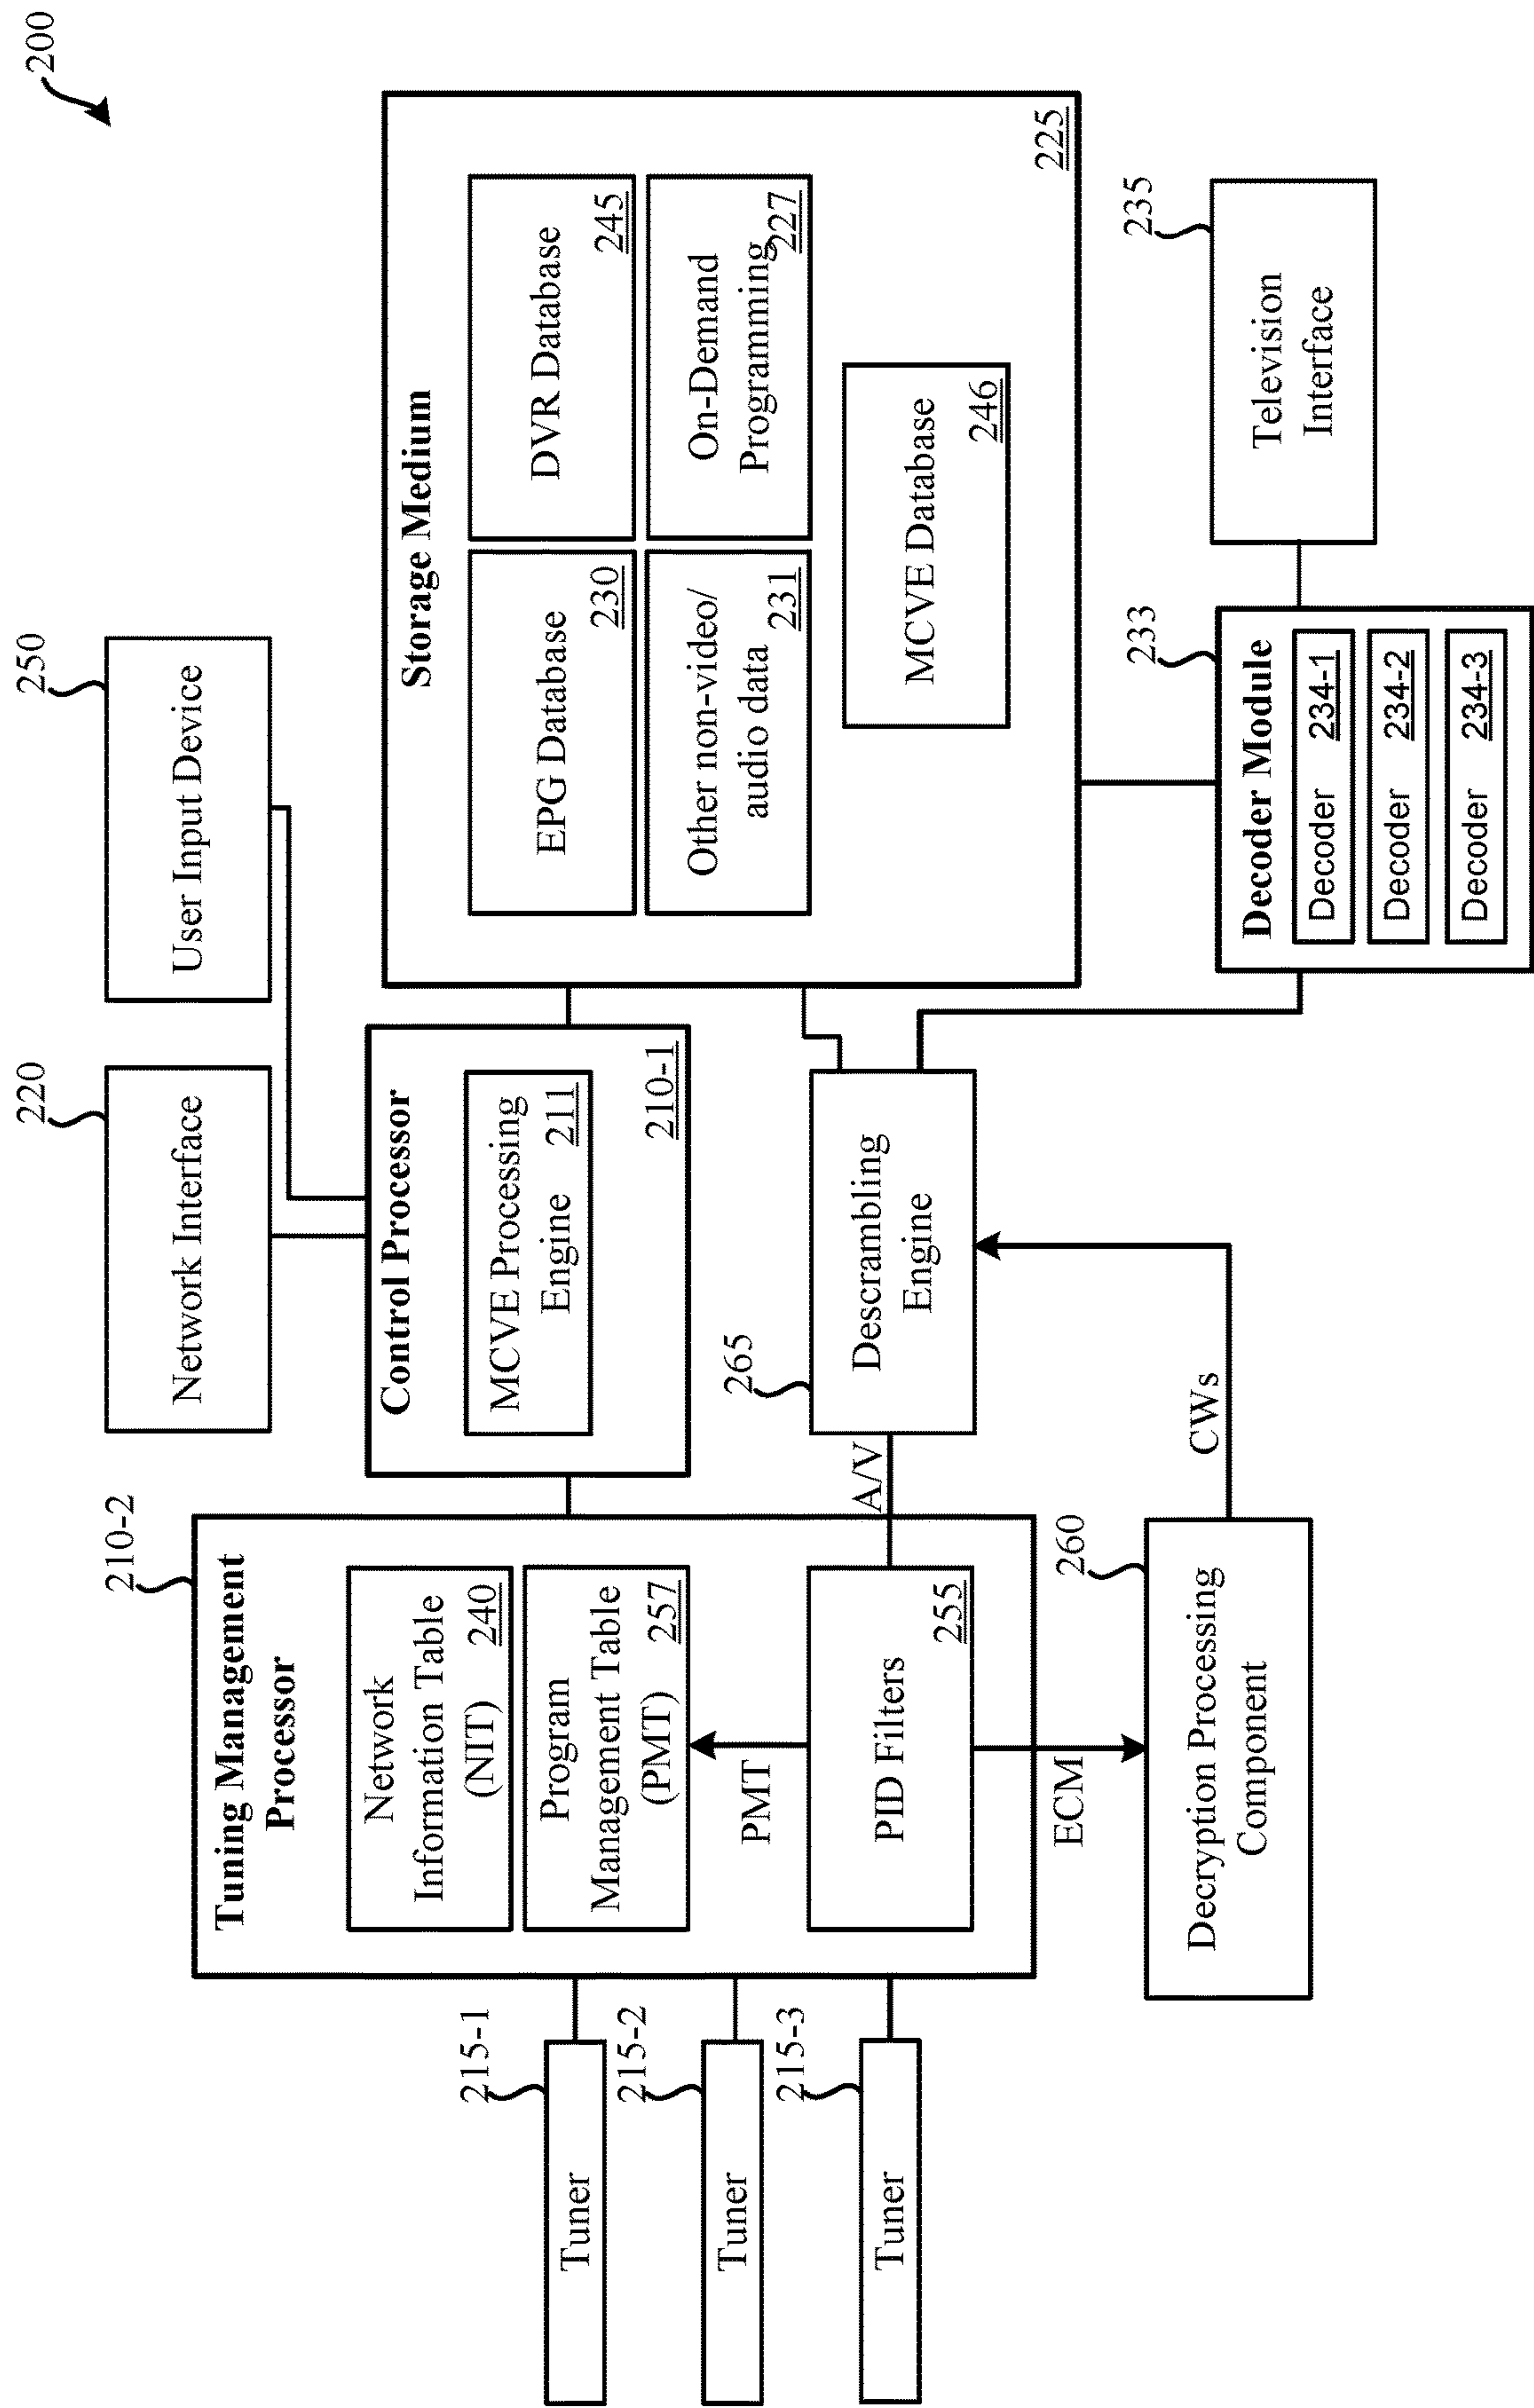 200
220
Network Interface
250
User Input Device
210-2
Tuning Management
Processor
Network
Information Table
(NIT) 240
Program
Management Table
(PMT) 257
PMT
PID Filters
255
215-1
Tuner
215-2
Tuner
215-3
Tuner
Control Processor
MCVE Processing
Engine 211
210-1
Storage Medium
EPG Database
230
DVR Database
245
Other non-video/
audio data 231
On-Demand
Programming
227
MCVE Database
246
225
A/V
265
Descrambling
Engine
ECM
260
Decryption Processing
Component
CWs
233
Decoder Module
Decoder 234-1
Decoder 234-2
Decoder 234-3
235
Television
Interface